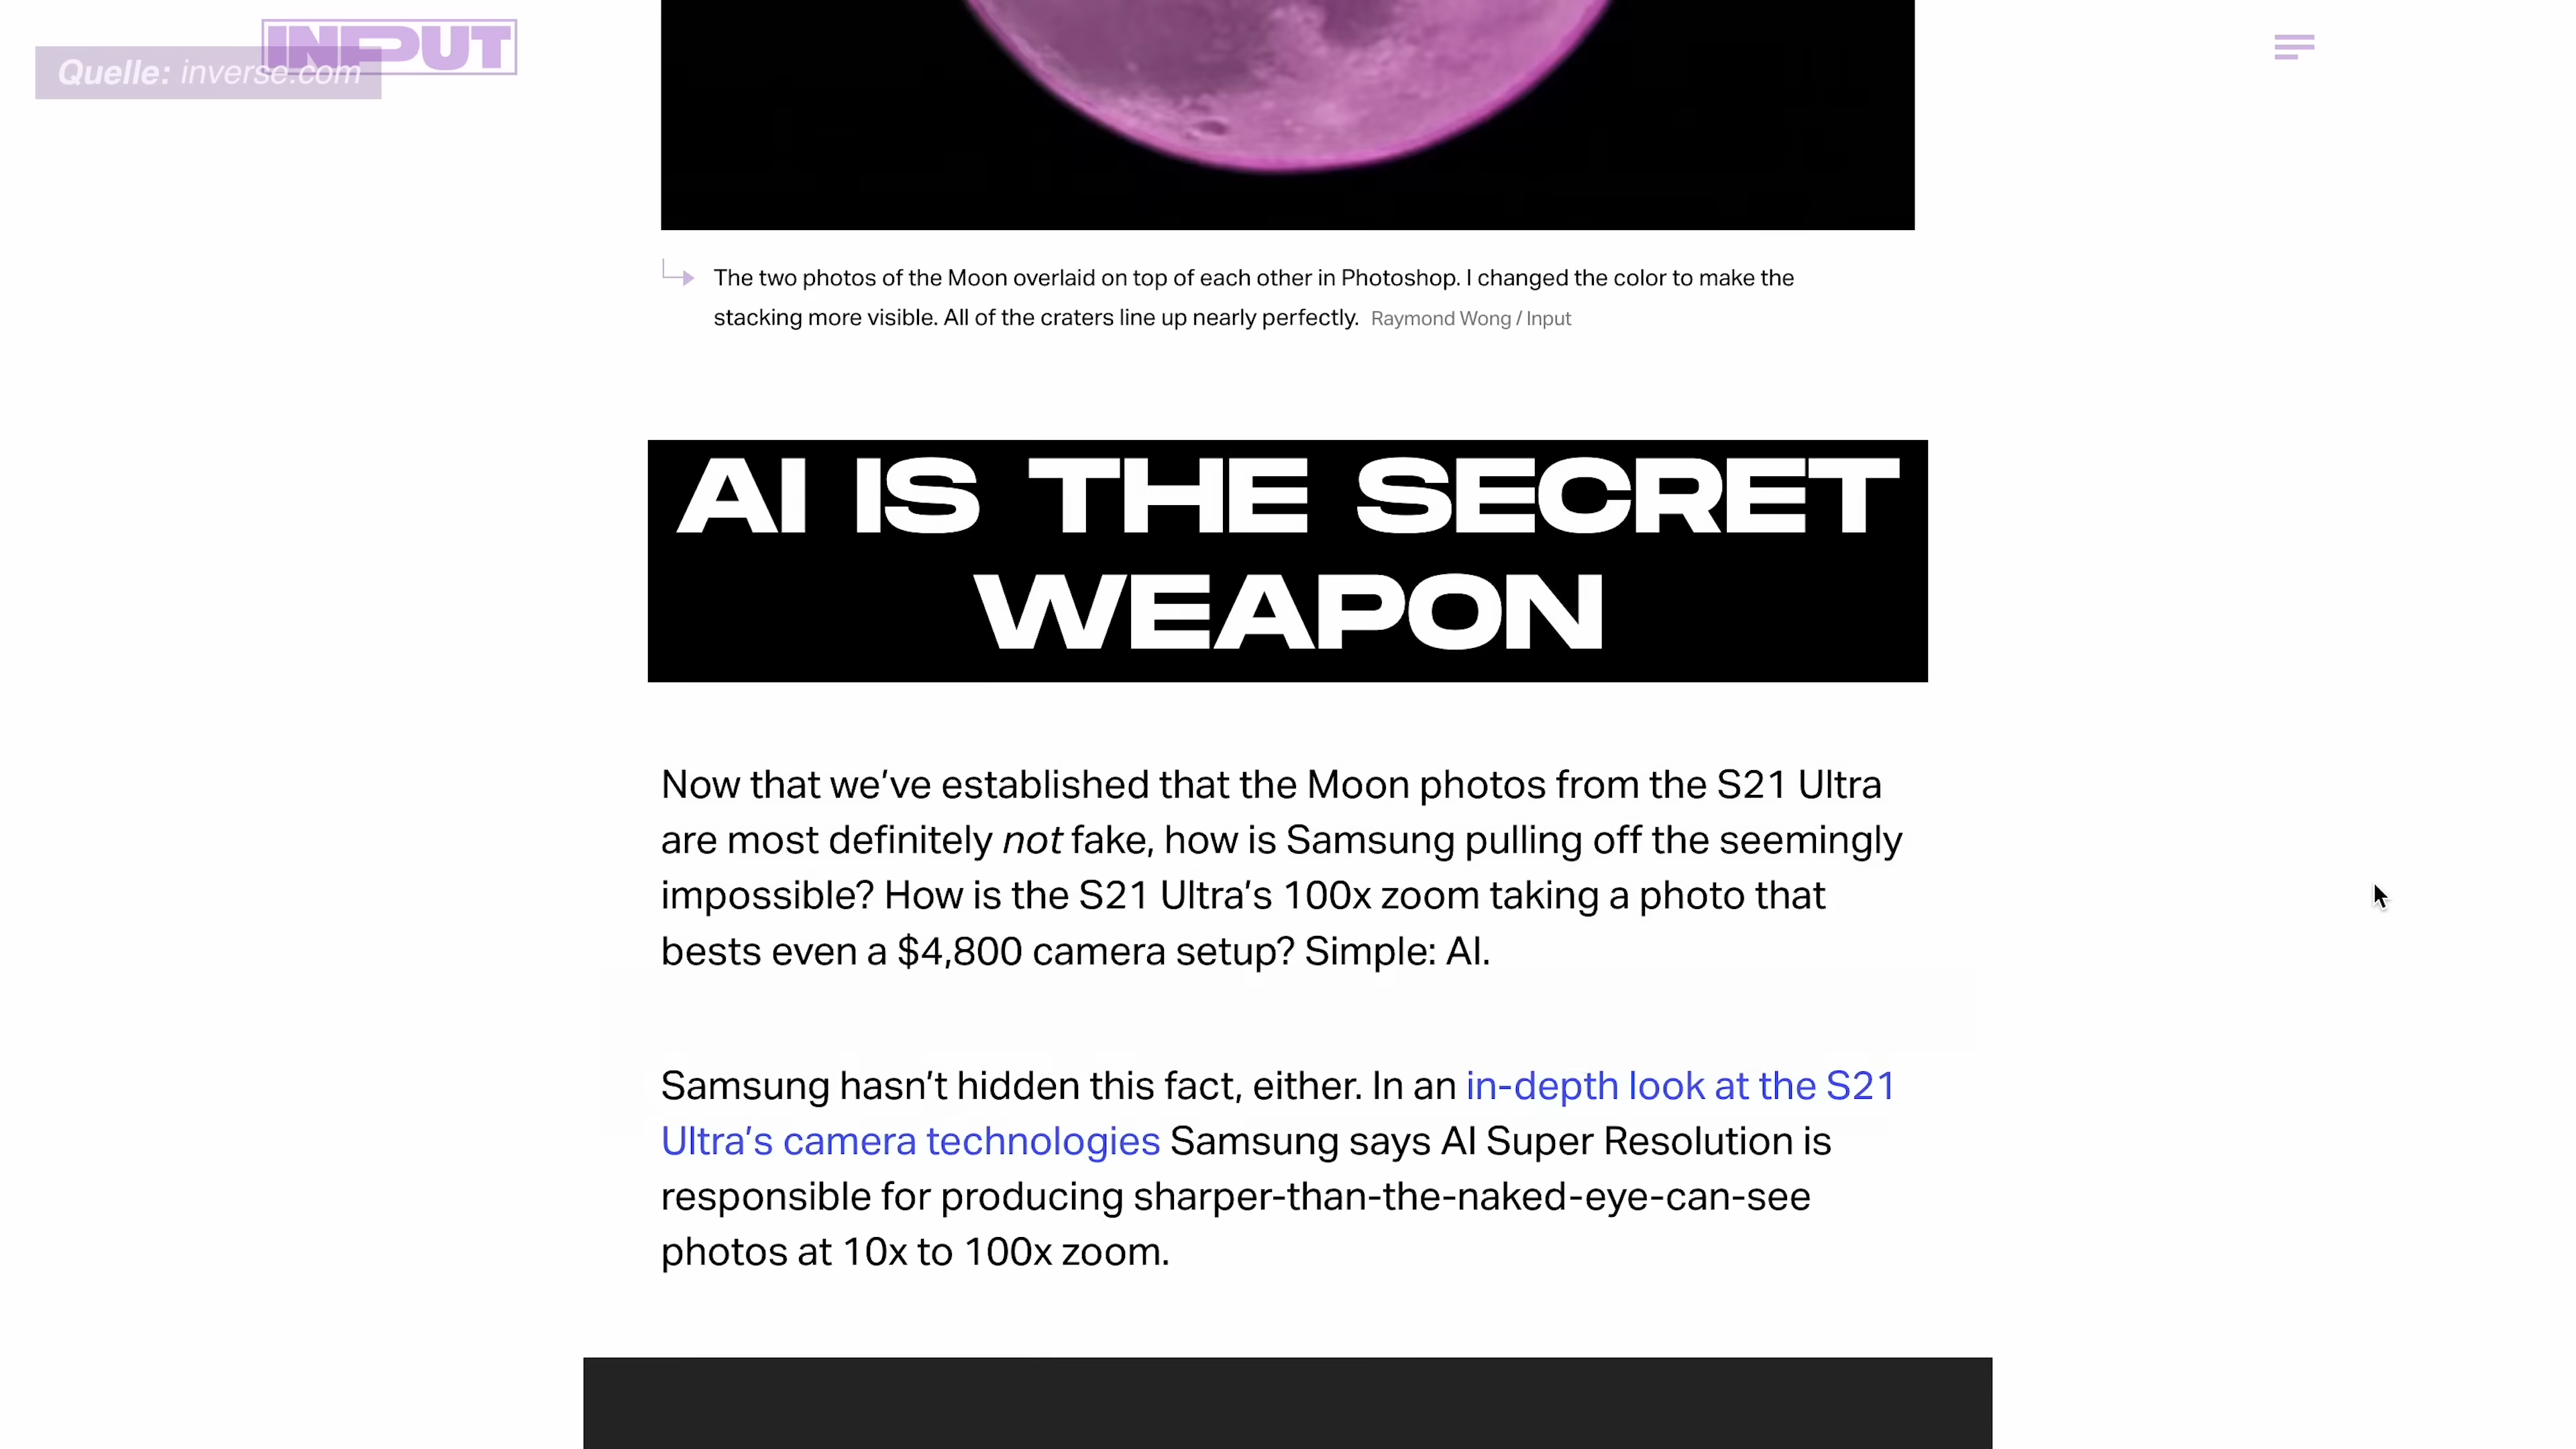 INPUT
Quelle: inverse.com
The two photos of the Moon overlaid on top of each other in Photoshop. I changed the color to make the
stacking more visible. All of the craters line up nearly perfectly. Raymond Wong / Input
AI IS THE SECRET
WEAPON
Now that we’ve established that the Moon photos from the S21 Ultra
are most definitely not fake, how is Samsung pulling off the seemingly
impossible? How is the S21 Ultra’s 100x zoom taking a photo that
bests even a $4,800 camera setup? Simple: AI.
Samsung hasn’t hidden this fact, either. In an in-depth look at the S21
Ultra’s camera technologies Samsung says AI Super Resolution is
responsible for producing sharper-than-the-naked-eye-can-see
photos at 10x to 100x zoom.